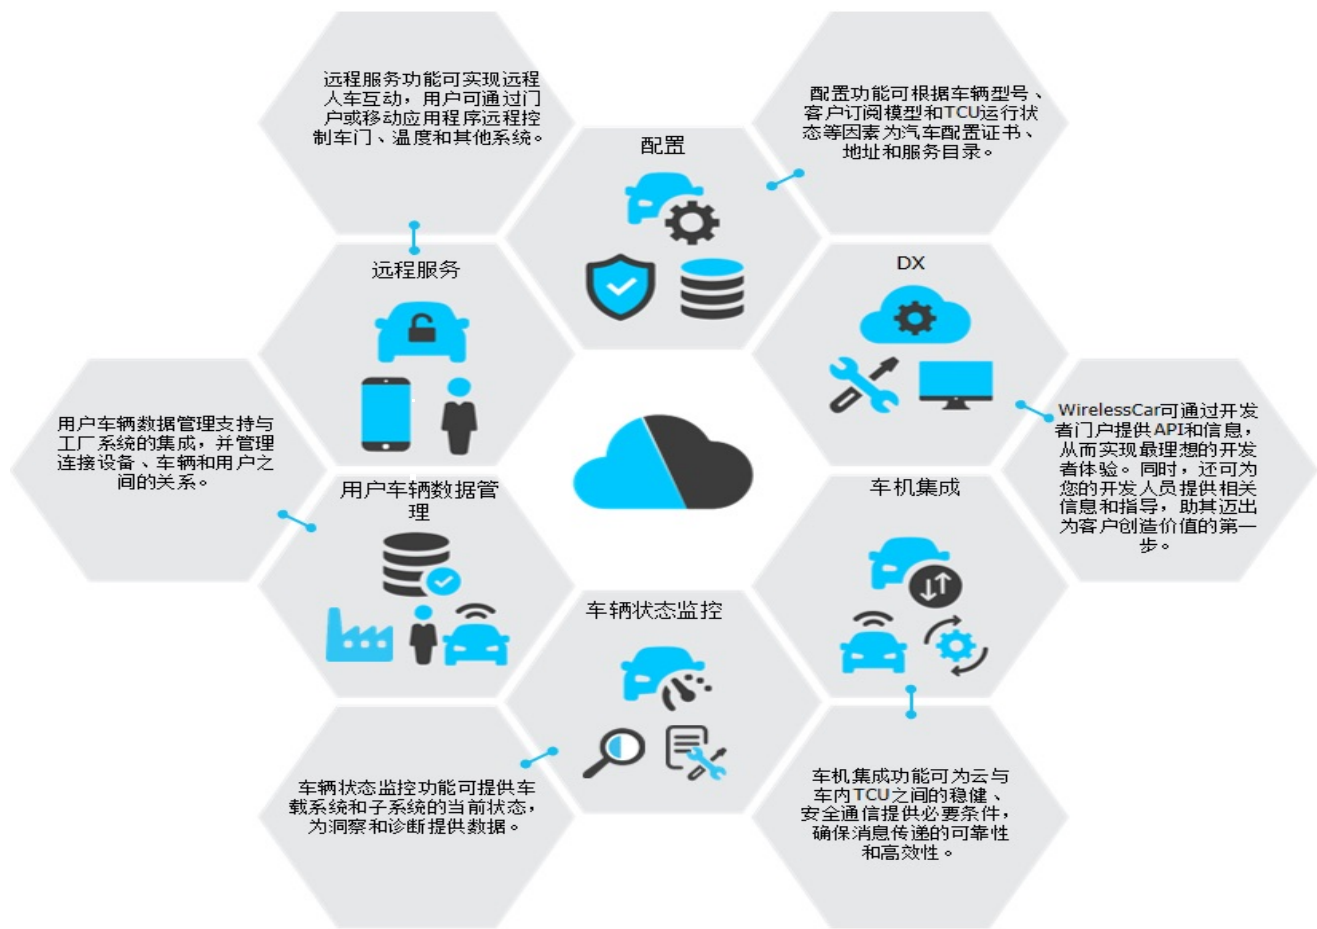 远程服务功能可实现远程
人车互动，用户可通过门
户或移动应用程序远程控
制车门、温度和其他系统。
配置功能可根据车辆型号、
客户订阅模型和TCU运行状
态等因素为汽车配置证书、
地址和服务目录。
配置
远程服务
DX
用户车辆数据管理支持与
工厂系统的集成，并管理
连接设备、车辆和用户之
间的关系。
WirelessCar可通过开发
者门户提供API和信息，
从而实现最理想的开发
者体验。同时，还可为
您的开发人员提供相关
信息和指导，助其迈出
为客户创造价值的第一
步。
用户车辆数据管
理
车机集成
车辆状态监控
车辆状态监控功能可提供车
载系统和子系统的当前状态，
为洞察和诊断提供数据。
车机集成功能可为云与
车内TCU之间的稳健、
安全通信提供必要条件，
确保消息传递的可靠性
和高效性。